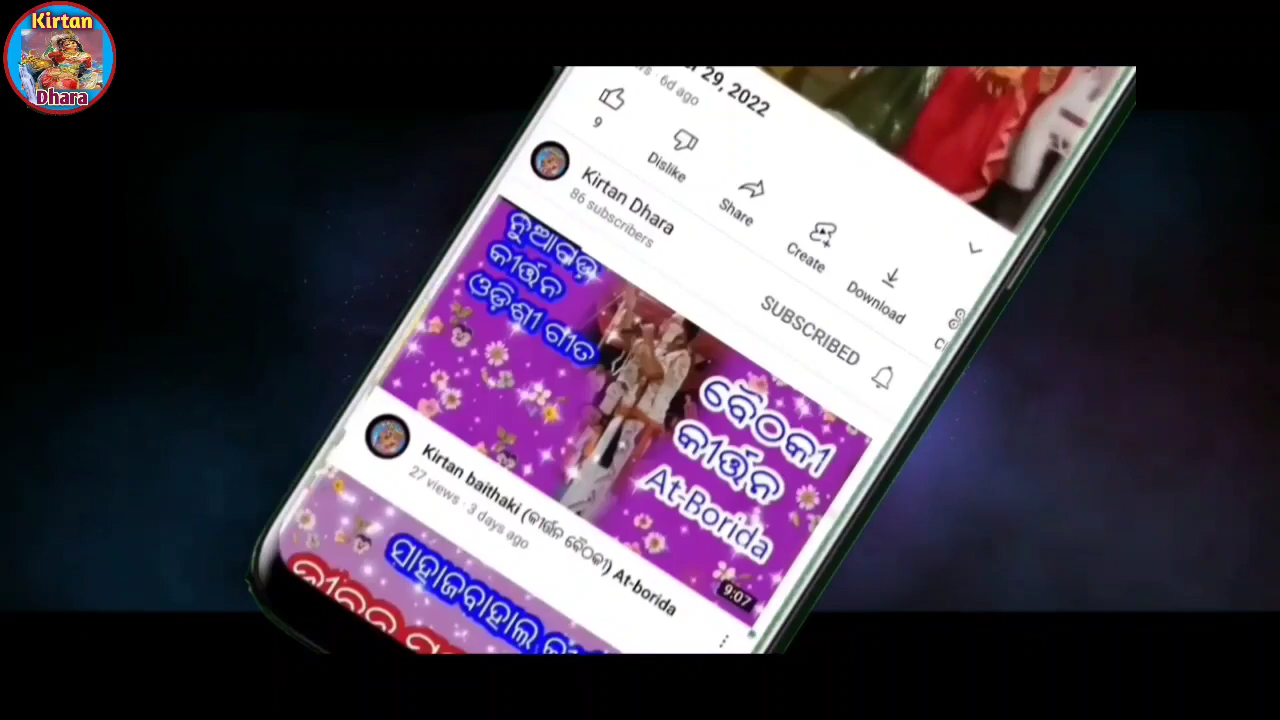 Kirtan
Dhara
29, 2022
6d ago
9
Dislike
Share
Create
Download
Kirtan Dhara
86 subscribers
SUBSCRIBED
ନୂଆଗଡ଼
କୀର୍ତ୍ତନ
ଓଡ଼ିଶୀ ଗୀତ
ବୈଠକୀ
କୀର୍ତ୍ତନ
At-Borida
9:07
Kirtan baithaki (କୀର୍ତ୍ତନ ବୈଠକୀ) At-borida
27 views · 3 days ago
ସାହାଜବାହାଲ